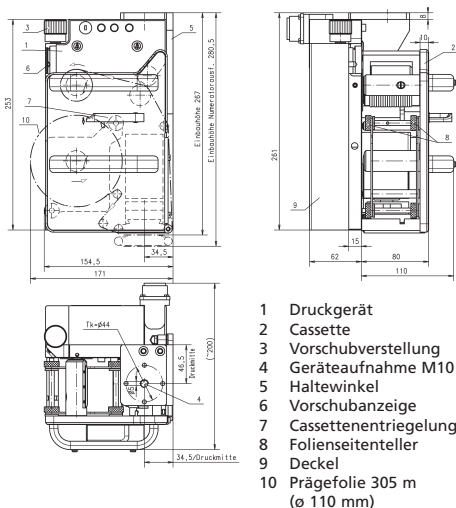 3
1
6
7
10
253
5
Einbauhöhe 267
Einbauhöhe Numeratorausf. 280,5
34,5
154,5
171
8
10
2
8
261
9
15
62
80
110
Tk=ø44
46,5
Druckmitte
(~200)
4
34,5/Druckmitte
1 Druckgerät
2 Cassette
3 Vorschubverstellung
4 Geräteaufnahme M10
5 Haltewinkel
6 Vorschubanzeige
7 Cassettenentriegelung
8 Folienseitenteller
9 Deckel
10 Prägefolie 305 m
(ø 110 mm)